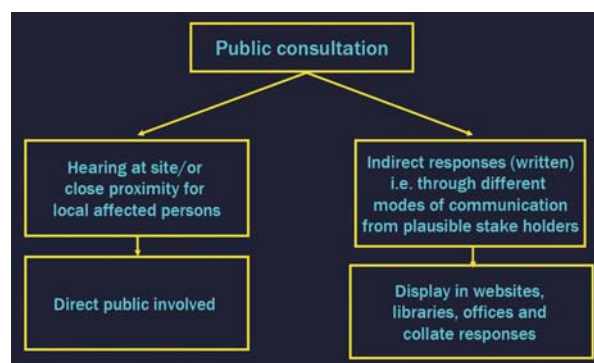 Public consultation
Hearing at site/or
close proximity for
local affected persons
Indirect responses (written)
i.e. through different
modes of communication
from plausible stake holders
Direct public involved
Display in websites,
libraries, offices and
collate responses